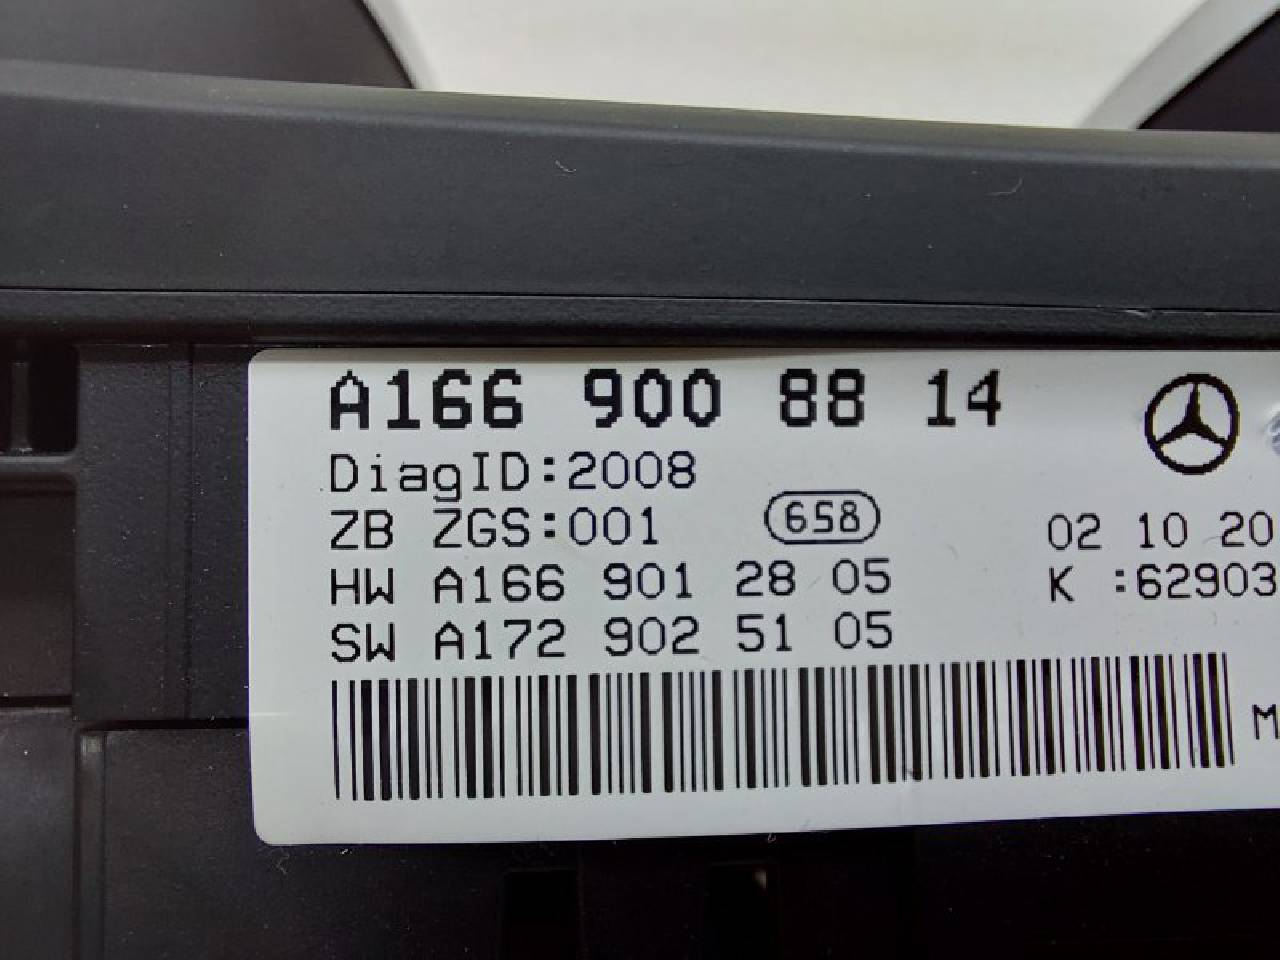 A166 900 88 14
DiagID:2008
ZB ZGS:001 658 02 10 20
HW A166 901 28 05 K :62903
SW A172 902 51 05
M